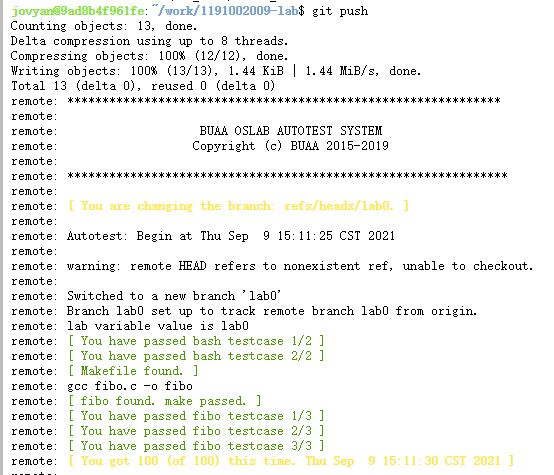 jovyan@9ad8b4f961fe:~/work/1191002009-lab$ git push
Counting objects: 13, done.
Delta compression using up to 8 threads.
Compressing objects: 100% (12/12), done.
Writing objects: 100% (13/13), 1.44 KiB | 1.44 MiB/s, done.
Total 13 (delta 0), reused 0 (delta 0)
remote: ***************************************************************
remote:
remote: BUAA OSLAB AUTOTEST SYSTEM
remote: Copyright (c) BUAA 2015-2019
remote:
remote: ****************************************************************
remote:
remote: [ You are changing the branch: refs/heads/lab0. ]
remote:
remote: Autotest: Begin at Thu Sep  9 15:11:25 CST 2021
remote:
remote: warning: remote HEAD refers to nonexistent ref, unable to checkout.
remote:
remote: Switched to a new branch 'lab0'
remote: Branch lab0 set up to track remote branch lab0 from origin.
remote: lab variable value is lab0
remote: [ You have passed bash testcase 1/2 ]
remote: [ You have passed bash testcase 2/2 ]
remote: [ Makefile found. ]
remote: gcc fibo.c -o fibo
remote: [ fibo found. make passed. ]
remote: [ You have passed fibo testcase 1/3 ]
remote: [ You have passed fibo testcase 2/3 ]
remote: [ You have passed fibo testcase 3/3 ]
remote: [ You got 100 (of 100) this time. Thu Sep  9 15:11:30 CST 2021 ]